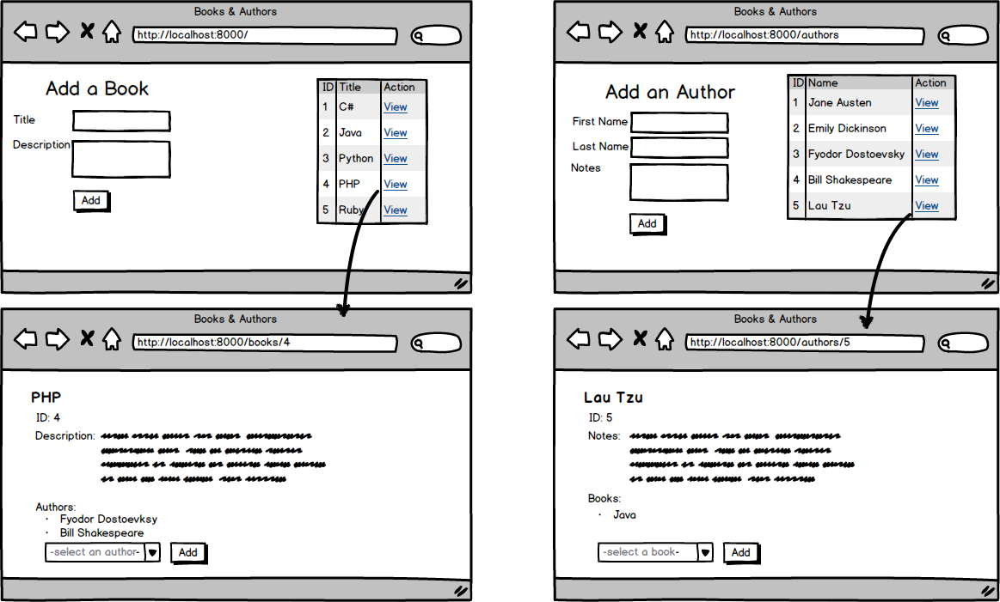 Books & Authors
http://localhost:8000/
Add a Book
Title
Description
Add
ID Title Action
1 C# View
2 Java View
3 Python View
4 PHP View
5 Ruby View
Books & Authors
http://localhost:8000/authors
Add an Author
First Name
Last Name
Notes
Add
ID Name Action
1 Jane Austen View
2 Emily Dickinson View
3 Fyodor Dostoevsky View
4 Bill Shakespeare View
5 Lau Tzu View
Books & Authors
http://localhost:8000/books/4
PHP
ID: 4
Description:
Authors:
· Fyodor Dostoevksy
· Bill Shakespeare
-select an author- Add
Books & Authors
http://localhost:8000/authors/5
Lau Tzu
ID: 5
Notes:
Books:
· Java
-select a book- Add